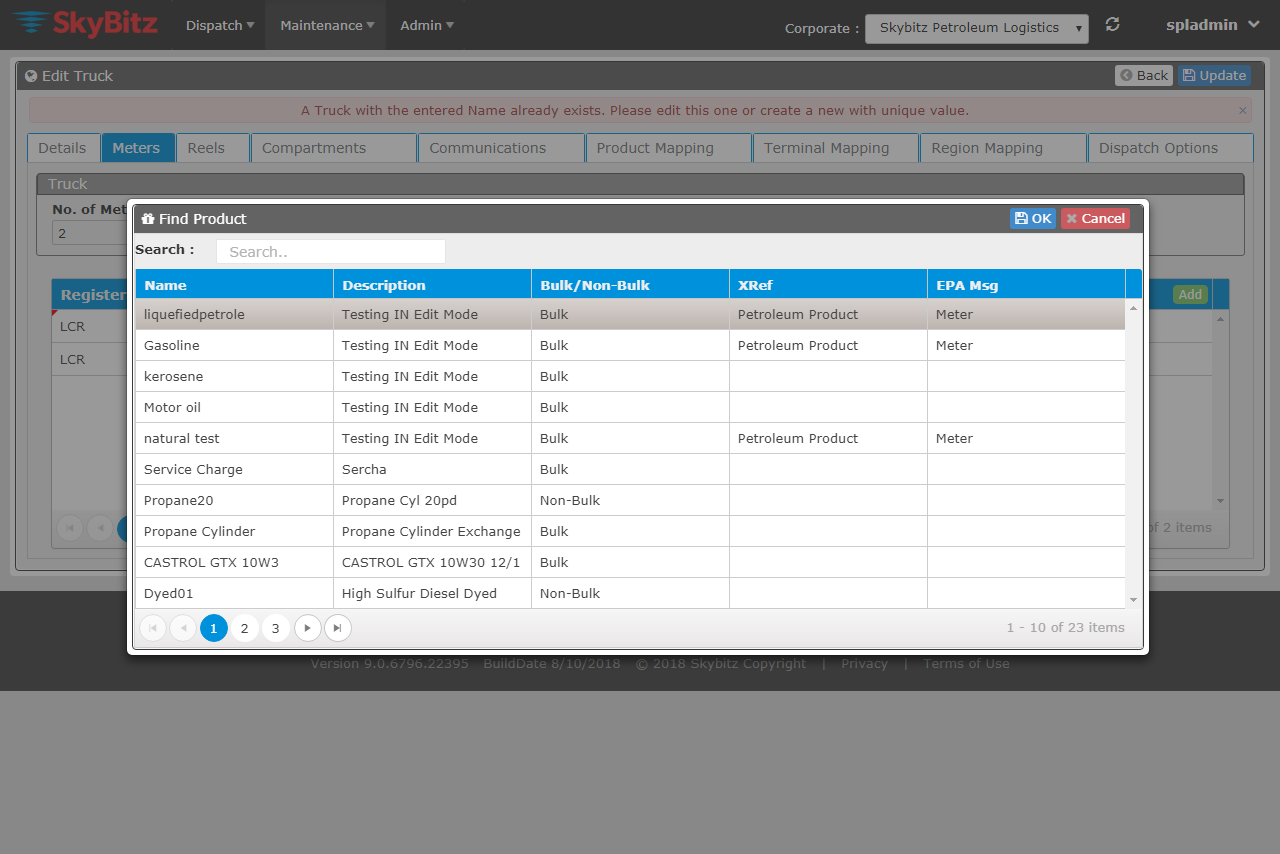 SkyBitz Dispatch Maintenance Admin Corporate : Skybitz Petroleum Logistics spladmin
Edit Truck Back Update
A Truck with the entered Name already exists. Please edit this one or create a new with unique value. ×
Details Meters Reels Compartments Communications Product Mapping Terminal Mapping Region Mapping Dispatch Options
Truck
No. of Met
2
Register Add
LCR
LCR
of 2 items
Find Product OK Cancel
Search : Search..
Name Description Bulk/Non-Bulk XRef EPA Msg
liquefiedpetrole Testing IN Edit Mode Bulk Petroleum Product Meter
Gasoline Testing IN Edit Mode Bulk Petroleum Product Meter
kerosene Testing IN Edit Mode Bulk
Motor oil Testing IN Edit Mode Bulk
natural test Testing IN Edit Mode Bulk Petroleum Product Meter
Service Charge Sercha Bulk
Propane20 Propane Cyl 20pd Non-Bulk
Propane Cylinder Propane Cylinder Exchange Bulk
CASTROL GTX 10W3 CASTROL GTX 10W30 12/1 Bulk
Dyed01 High Sulfur Diesel Dyed Non-Bulk
1 2 3 1 - 10 of 23 items
Version 9.0.6796.22395 BuildDate 8/10/2018 © 2018 Skybitz Copyright | Privacy | Terms of Use